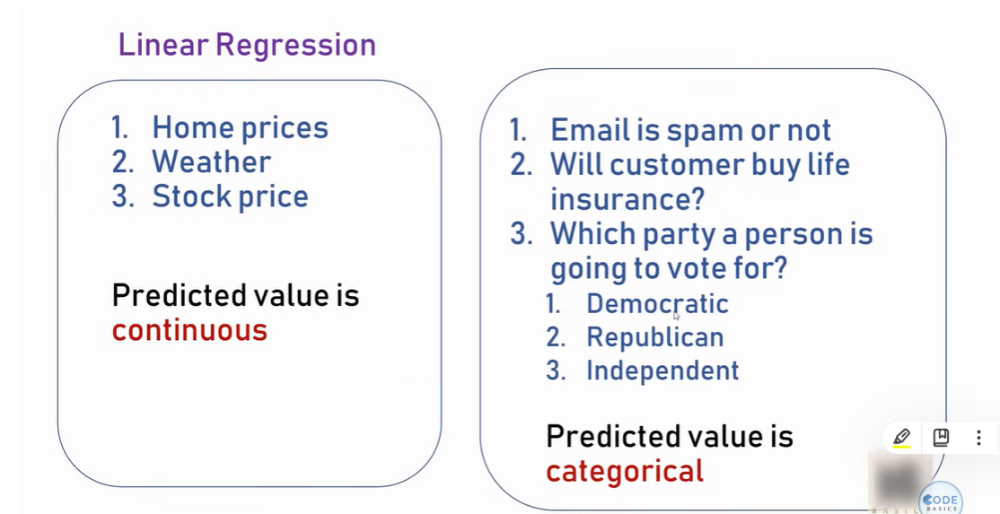 Linear Regression
1. Home prices
2. Weather
3. Stock price
Predicted value is
continuous
1. Email is spam or not
2. Will customer buy life
insurance?
3. Which party a person is
going to vote for?
1. Democratic
2. Republican
3. Independent
Predicted value is
categorical
CODE
BASICS